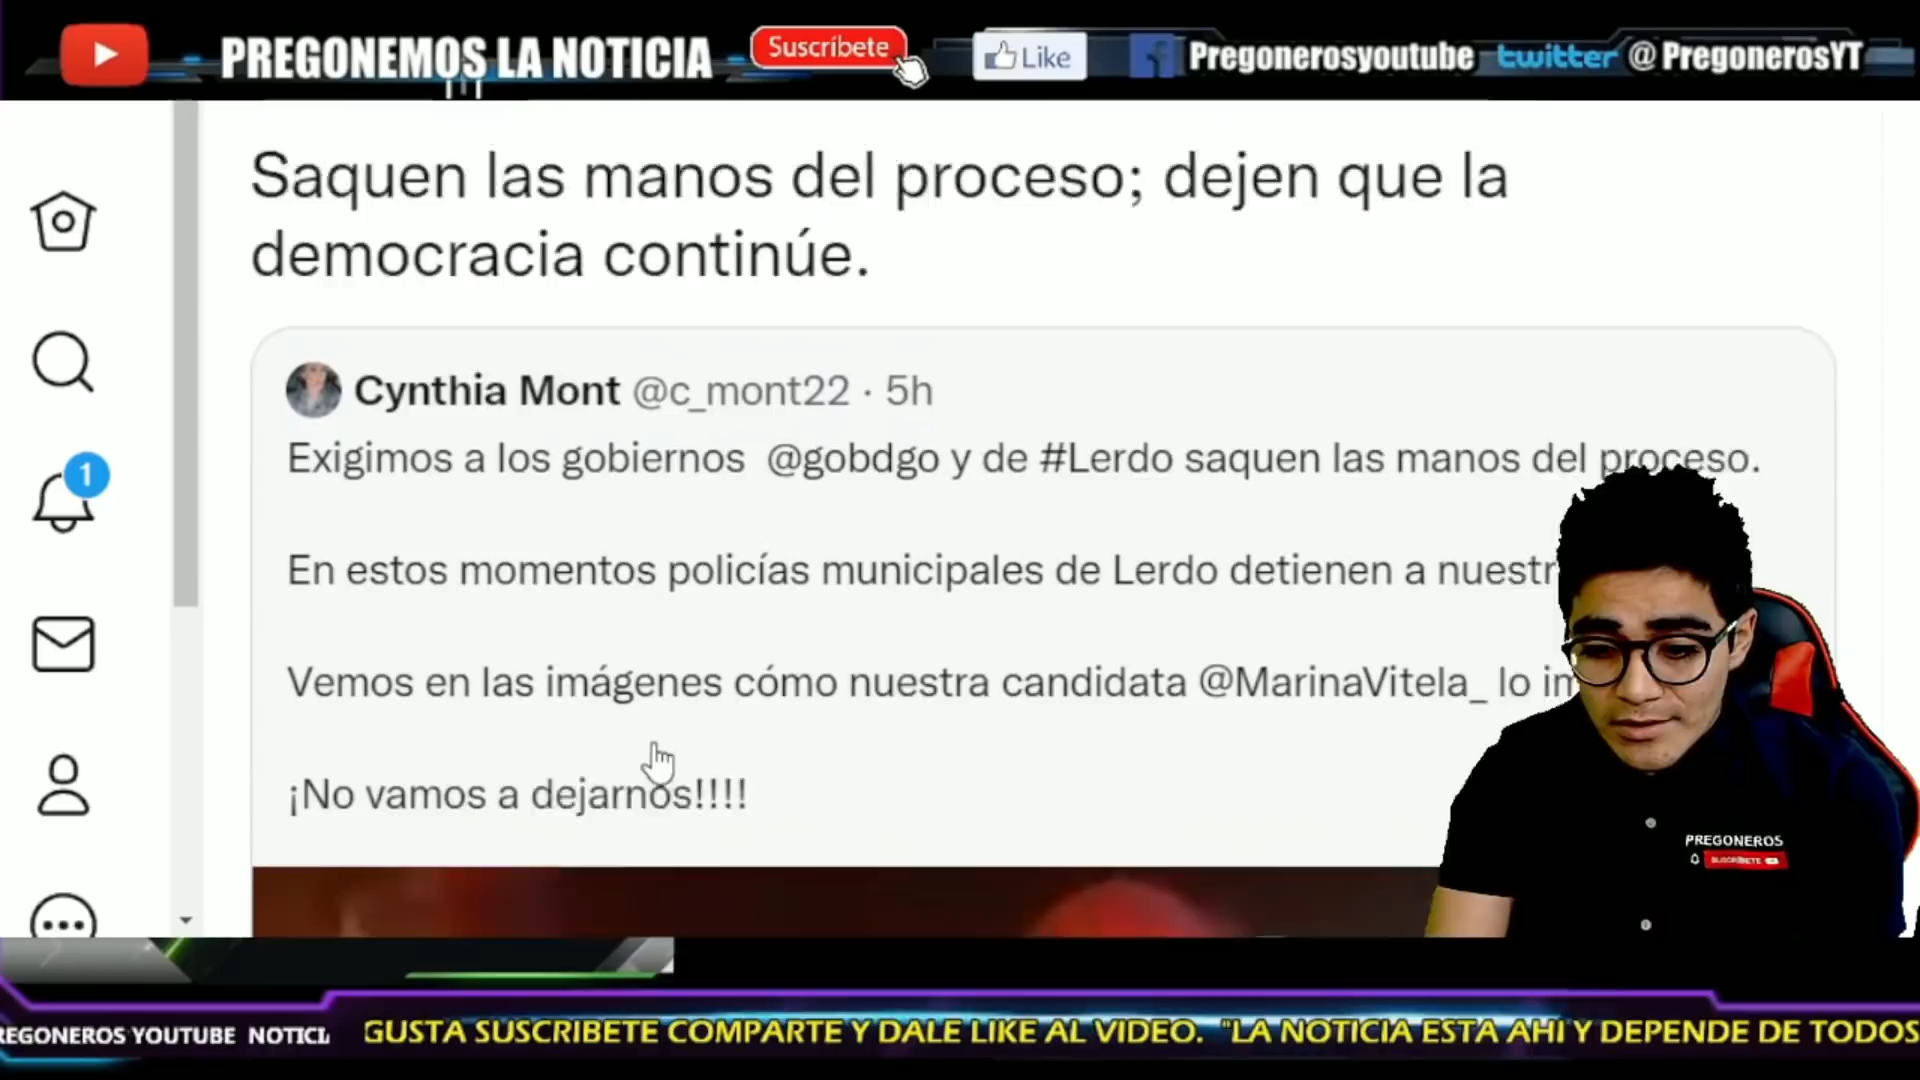 PREGONEMOS LA NOTICIA
Suscríbete
Like
Pregonerosyoutube
twitter @PregonerosYT
Saquen las manos del proceso; dejen que la
democracia continúe.
Cynthia Mont @c_mont22 · 5h
Exigimos a los gobiernos @gobdgo y de #Lerdo saquen las manos del proceso.
1
En estos momentos policías municipales de Lerdo detienen a nuestr
Vemos en las imágenes cómo nuestra candidata @MarinaVitela_ lo
¡No vamos a dejarnos!!!!
PREGONEROS
SUSCRÍBETE
REGONEROS YOUTUBE NOTICI
GUSTA SUSCRIBETE COMPARTE Y DALE LIKE AL VIDEO. "LA NOTICIA ESTA AHI Y DEPENDE DE TODOS